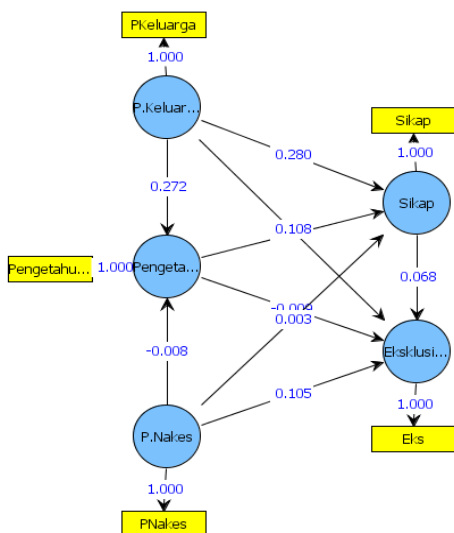 PKeluarga
1.000
P.Keluar...
Sikap
0.280
1.000
0.272
Sikap
0.108
Pengetahu...
1.000
Pengeta...
0.068
0.003
-0.008
Eksklusi...
0.105
1.000
P.Nakes
Eks
1.000
PNakes